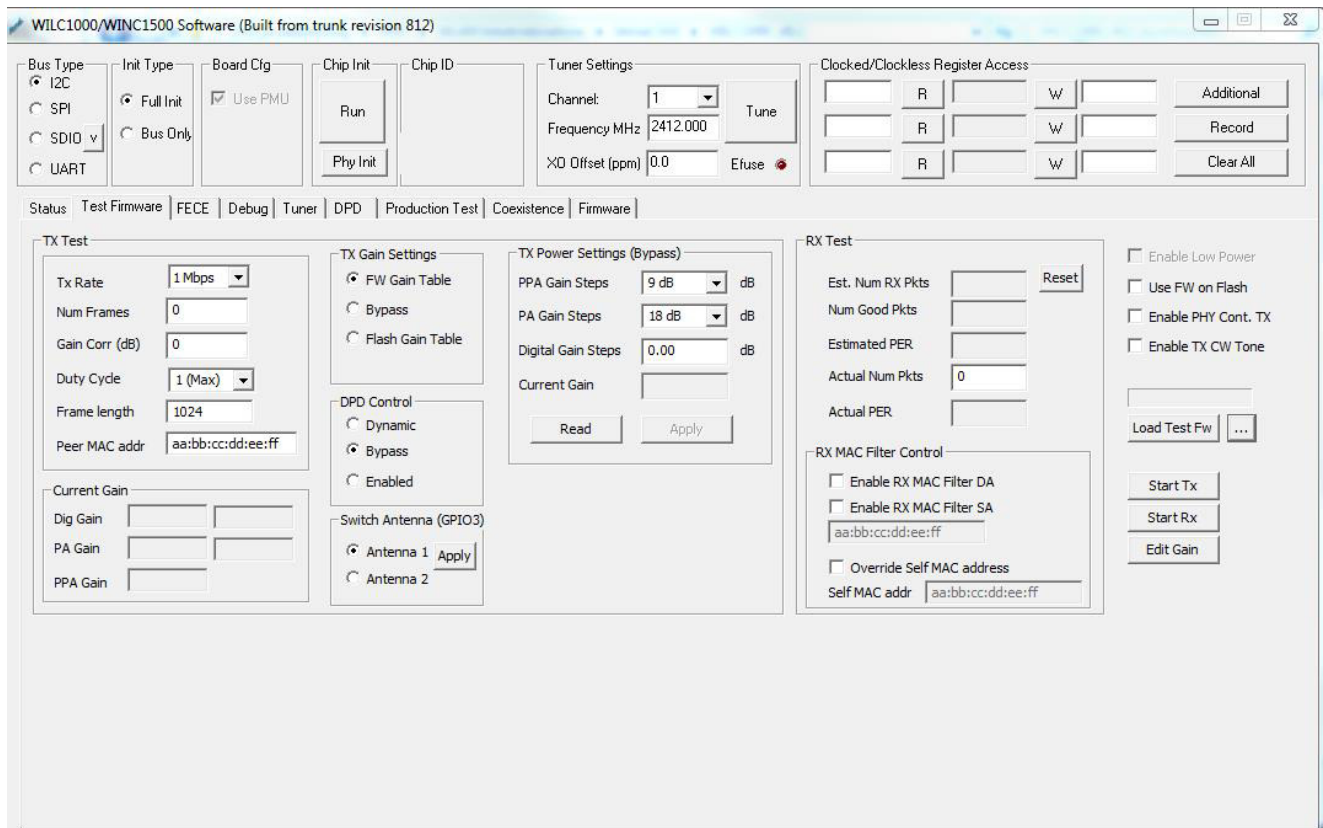 WILC1000/WINC1500 Software (Built from trunk revision 812)
Bus Type
I2C
SPI
SDIO v
UART
Init Type
Full Init
Bus Only
Board Cfg
Use PMU
Chip Init
Run
Phy Init
Chip ID
Tuner Settings
Channel: 1
Frequency MHz 2412.000
XO Offset (ppm) 0.0
Tune
Efuse
Clocked/Clockless Register Access
R W Additional
R W Record
R W Clear All
Status Test Firmware FECE Debug Tuner DPD Production Test Coexistence Firmware
TX Test
Tx Rate 1 Mbps
Num Frames 0
Gain Corr (dB) 0
Duty Cycle 1 (Max)
Frame length 1024
Peer MAC addr aa:bb:cc:dd:ee:ff
Current Gain
Dig Gain
PA Gain
PPA Gain
TX Gain Settings
FW Gain Table
Bypass
Flash Gain Table
DPD Control
Dynamic
Bypass
Enabled
Switch Antenna (GPIO3)
Antenna 1 Apply
Antenna 2
TX Power Settings (Bypass)
PPA Gain Steps 9 dB dB
PA Gain Steps 18 dB dB
Digital Gain Steps 0.00 dB
Current Gain
Read Apply
RX Test
Est. Num RX Pkts Reset
Num Good Pkts
Estimated PER
Actual Num Pkts 0
Actual PER
RX MAC Filter Control
Enable RX MAC Filter DA
Enable RX MAC Filter SA
aa:bb:cc:dd:ee:ff
Override Self MAC address
Self MAC addr aa:bb:cc:dd:ee:ff
Enable Low Power
Use FW on Flash
Enable PHY Cont. TX
Enable TX CW Tone
Load Test Fw ...
Start Tx
Start Rx
Edit Gain